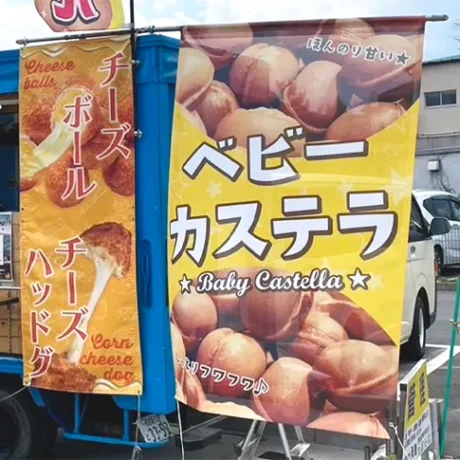 Cheese
balls
チーズ
ボール
チーズ
ハッドグ
Corn
cheese
dog
ほんのり甘い★
ベビー
カステラ
★Baby Castella★
フワフワ♪